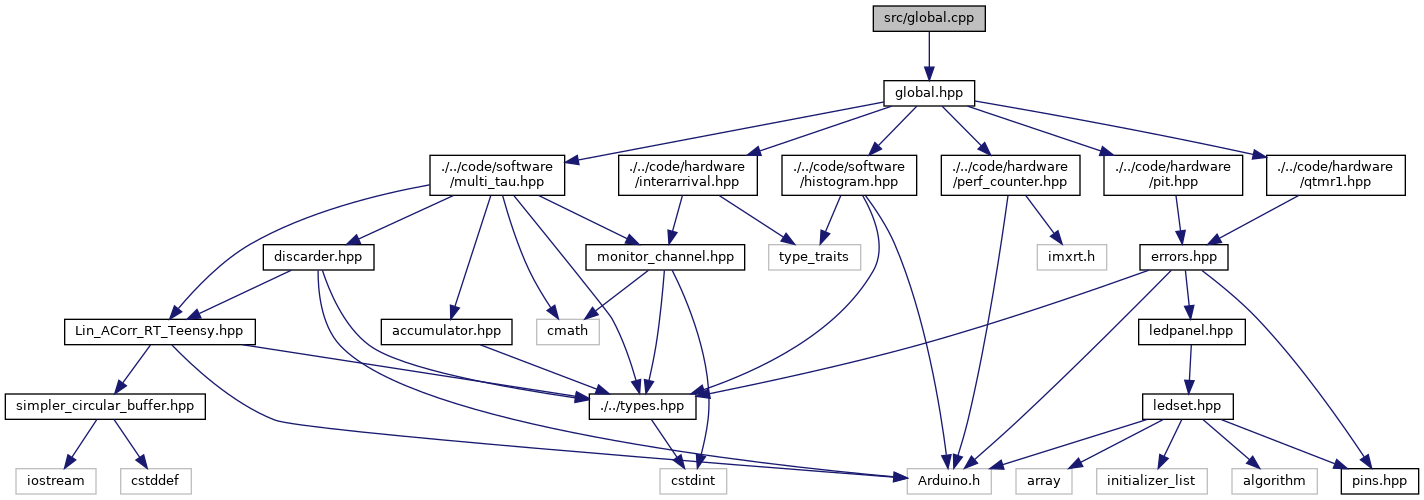 src/global.cpp
global.hpp
./../code/software
/multi_tau.hpp
./../code/hardware
/interarrival.hpp
./../code/software
/histogram.hpp
./../code/hardware
/perf_counter.hpp
./../code/hardware
/pit.hpp
./../code/hardware
/qtmr1.hpp
discarder.hpp
monitor_channel.hpp
type_traits
imxrt.h
errors.hpp
Lin_ACorr_RT_Teensy.hpp
accumulator.hpp
cmath
ledpanel.hpp
simpler_circular_buffer.hpp
./../types.hpp
ledset.hpp
iostream
cstddef
cstdint
Arduino.h
array
initializer_list
algorithm
pins.hpp